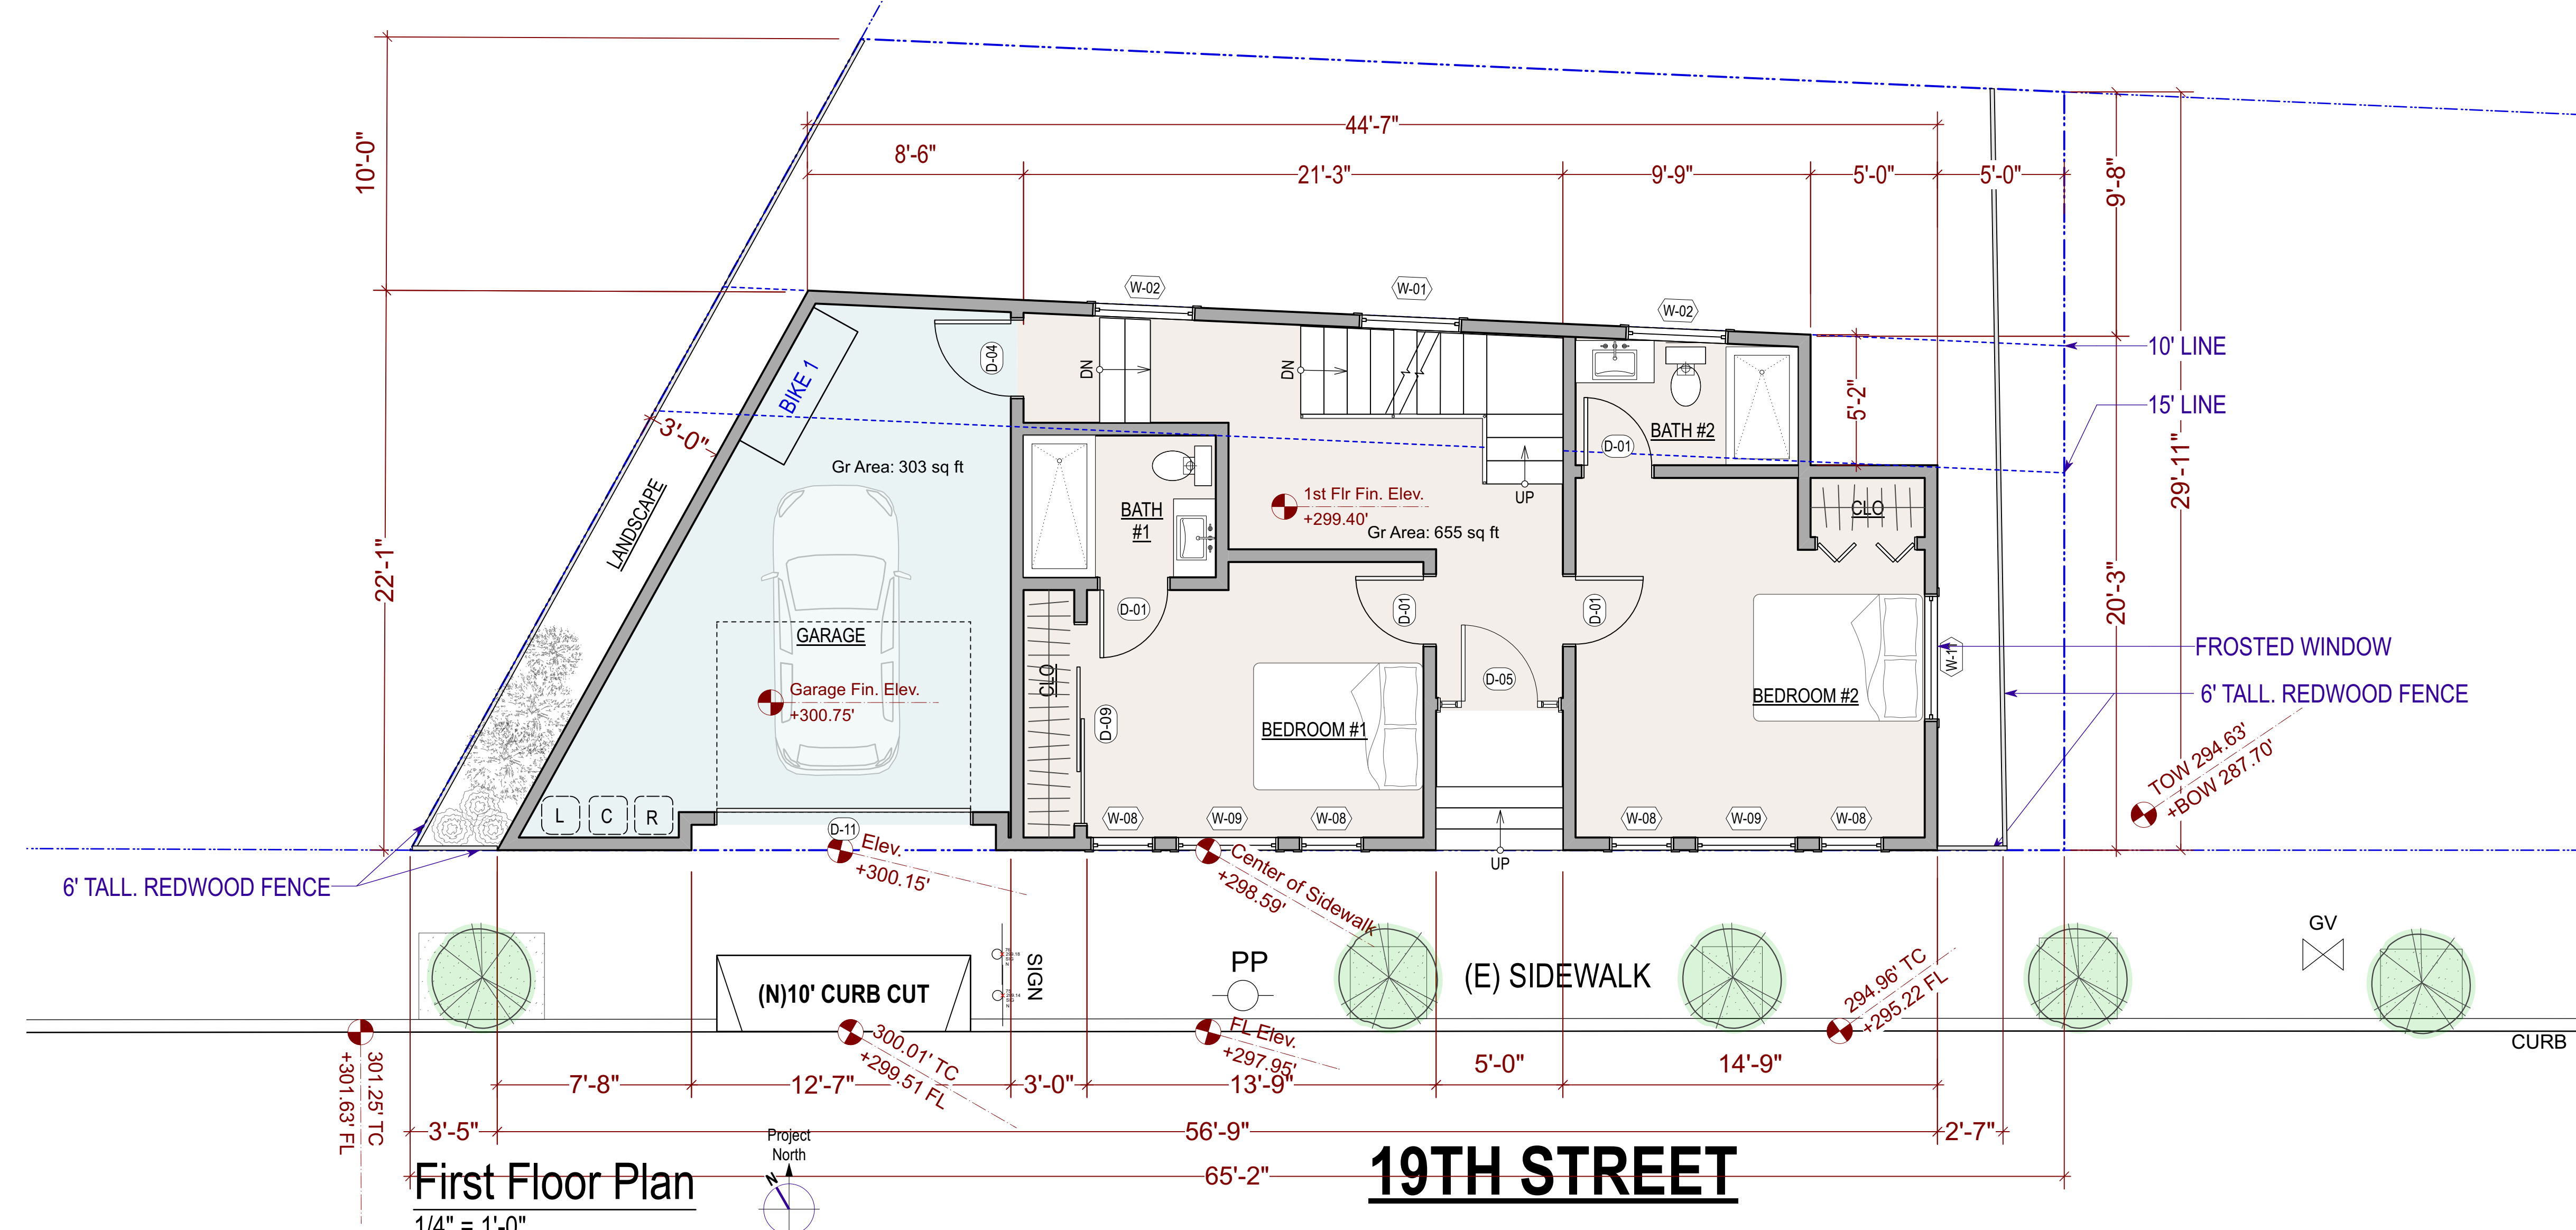 10'-0"
44'-7"
8'-6"
21'-3"
9'-9"
5'-0"
5'-0"
9'-8"
29'-11"
W-02
W-01
W-02
10' LINE
15' LINE
5'-2"
D-04
DN
DN
BIKE 1
3'-0"
LANDSCAPE
Gr Area: 303 sq ft
BATH
#1
1st Flr Fin. Elev.
+299.40'
Gr Area: 655 sq ft
UP
D-01
BATH #2
CLO
22'-1"
20'-3"
GARAGE
Garage Fin. Elev.
+300.75'
CLO
D-01
D-09
D-01
D-01
D-05
BEDROOM #1
BEDROOM #2
W-11
FROSTED WINDOW
6' TALL. REDWOOD FENCE
TOW 294.63'
+BOW 287.70'
L
C
R
D-11
W-08
W-09
W-08
W-08
W-09
W-08
UP
6' TALL. REDWOOD FENCE
Elev.
+300.15'
Center of Sidewalk
+298.59'
(N)10' CURB CUT
SIGN
PP
(E) SIDEWALK
GV
CURB
301.25' TC
+301.63' FL
300.01' TC
+299.51 FL
FL Elev.
+297.95'
294.96' TC
+295.22 FL
7'-8"
12'-7"
3'-0"
13'-9"
5'-0"
14'-9"
3'-5"
56'-9"
2'-7"
65'-2"
Project
North
N
First Floor Plan
1/4" = 1'-0"
19TH STREET